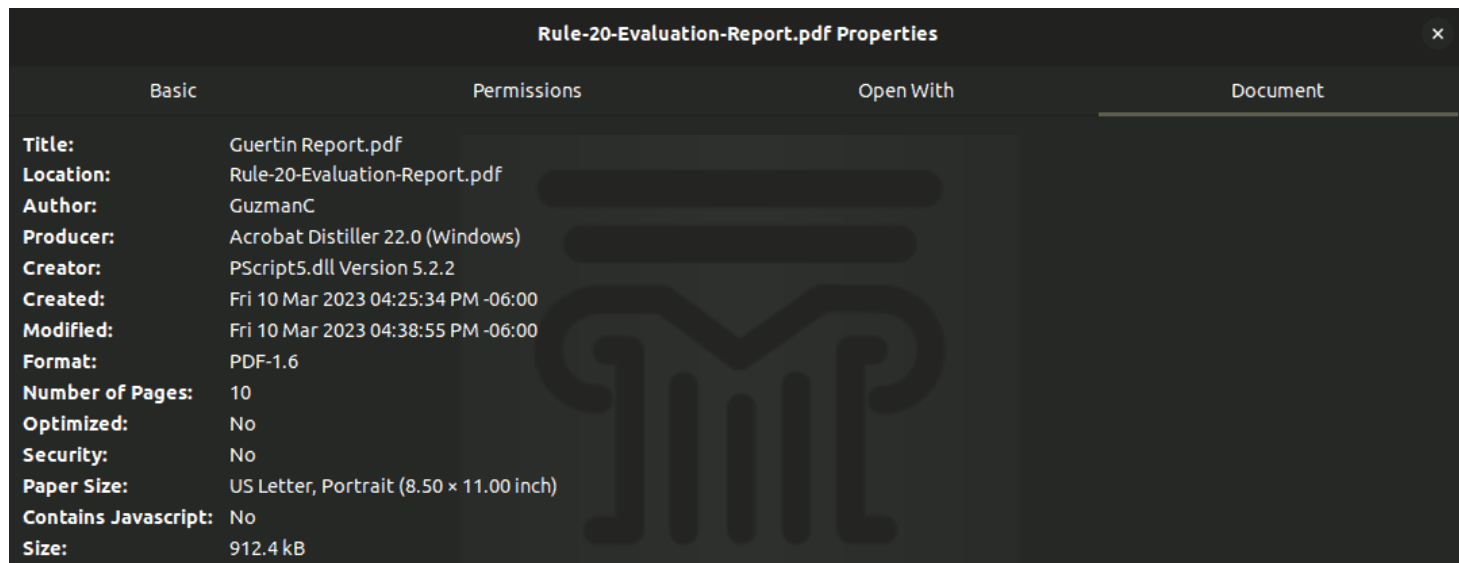 Rule-20-Evaluation-Report.pdf Properties
Basic Permissions Open With Document
Title: Guertin Report.pdf
Location: Rule-20-Evaluation-Report.pdf
Author: GuzmanC
Producer: Acrobat Distiller 22.0 (Windows)
Creator: PScript5.dll Version 5.2.2
Created: Fri 10 Mar 2023 04:25:34 PM -06:00
Modified: Fri 10 Mar 2023 04:38:55 PM -06:00
Format: PDF-1.6
Number of Pages: 10
Optimized: No
Security: No
Paper Size: US Letter, Portrait (8.50 × 11.00 inch)
Contains Javascript: No
Size: 912.4 kB